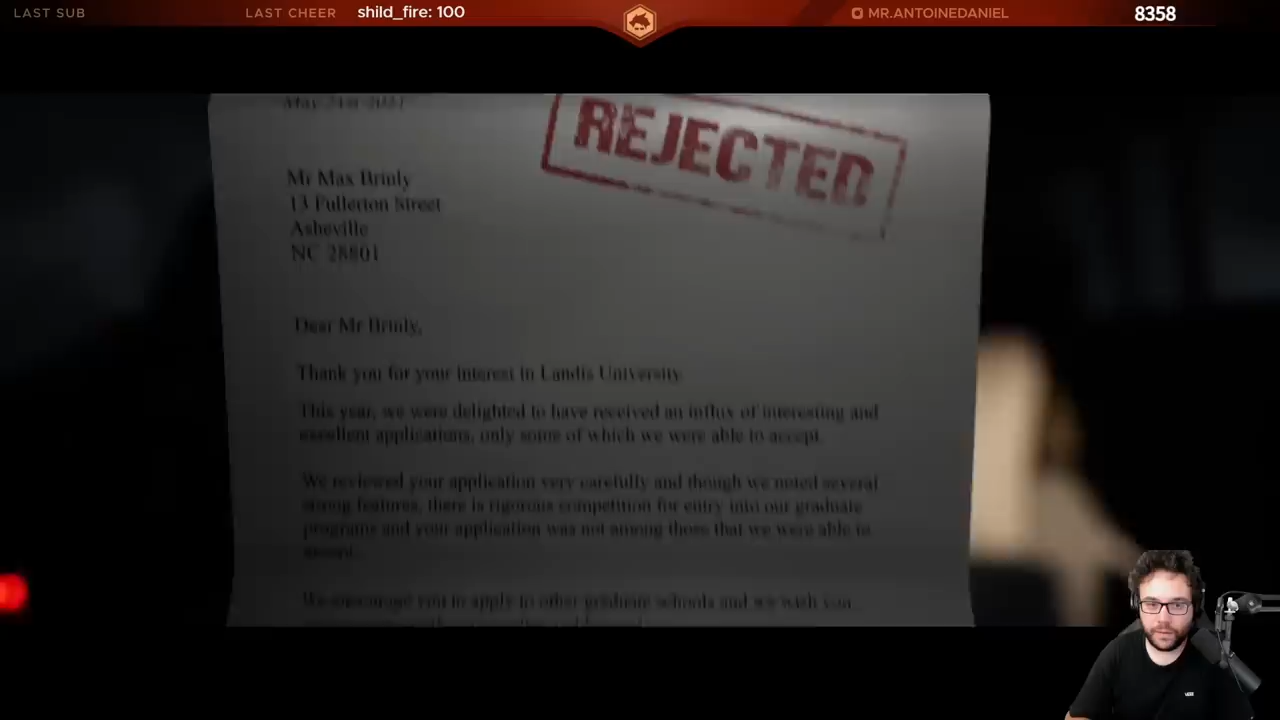 LAST SUB LAST CHEER shild_fire: 100 MR.ANTOINEDANIEL 8358
May 21st 2021
REJECTED
Mr Max Brinly
13 Fullerton Street
Asheville
NC 28801
Dear Mr Brinly,
Thank you for your interest in Landis University.
This year, we were delighted to have received an influx of interesting and
excellent applications, only some of which we were able to accept.
We reviewed your application very carefully and though we noted several
strong features, there is rigorous competition for entry into our graduate
programs and your application was not among those that we were able to
accept.
We encourage you to apply to other graduate schools and we wish you